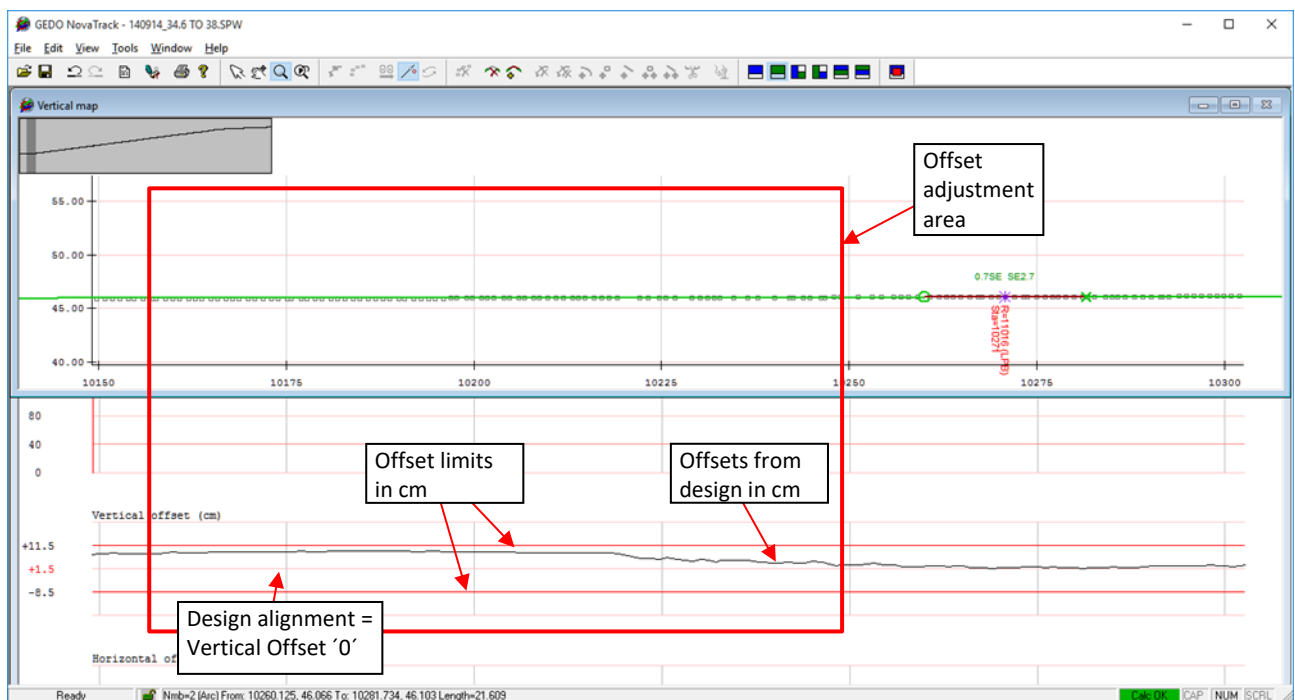 GEDO NovaTrack - 140914_34.6 TO 38.SPW
File Edit View Tools Window Help
Vertical map
Offset
adjustment
area
55.00
50.00
45.00
40.00
0.7SE SE2.7
R=11016 (LPB)
Sta=10271
10150 10175 10200 10225 10250 10275 10300
80
40
0
Offset limits
in cm
Offsets from
design in cm
Vertical offset (cm)
+11.5
+1.5
-8.5
Design alignment =
Vertical Offset ´0´
Horizontal of
Ready Nmb=2 (Arc) From: 10260.125, 46.066 To: 10281.734, 46.103 Length=21.609 Calc OK CAP NUM SCRL